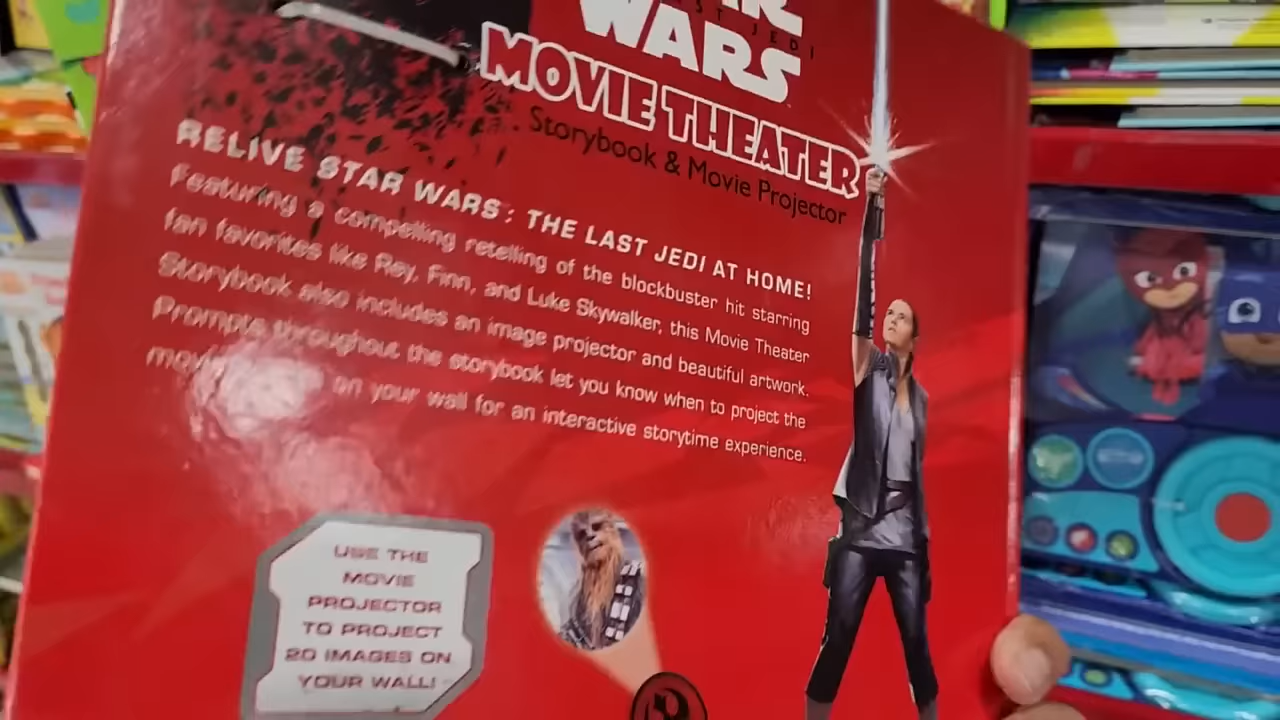 WARS
MOVIE THEATER
Storybook & Movie Projector
RELIVE STAR WARS: THE LAST JEDI AT HOME!
Featuring a compelling retelling of the blockbuster hit starring
fan favorites like Rey, Finn, and Luke Skywalker, this Movie Theater
Storybook also includes an image projector and beautiful artwork.
Prompts throughout the storybook let you know when to project the
on your wall for an interactive storytime experience.
USE THE
MOVIE
PROJECTOR
TO PROJECT
20 IMAGES ON
YOUR WALL!